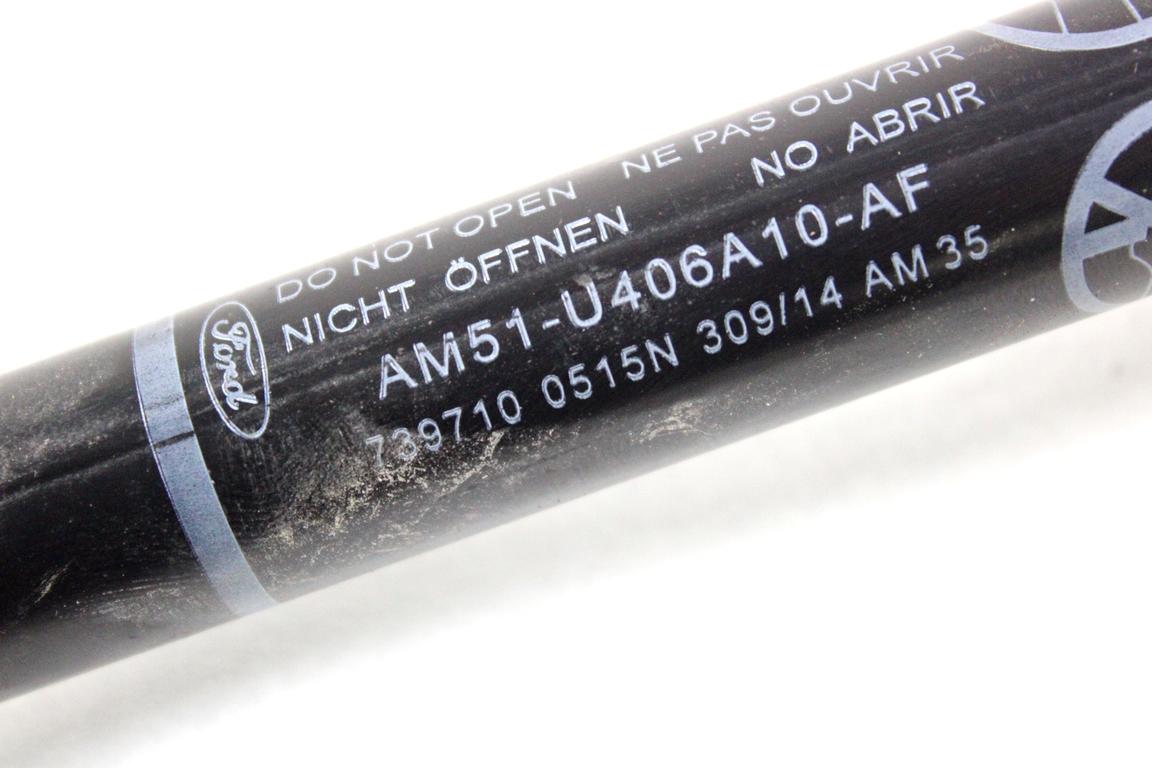 Ford
DO NOT OPEN NE PAS OUVRIR
NICHT ÖFFNEN NO ABRIR
AM51-U406A10-AF
739710 0515N 309/14 AM 35